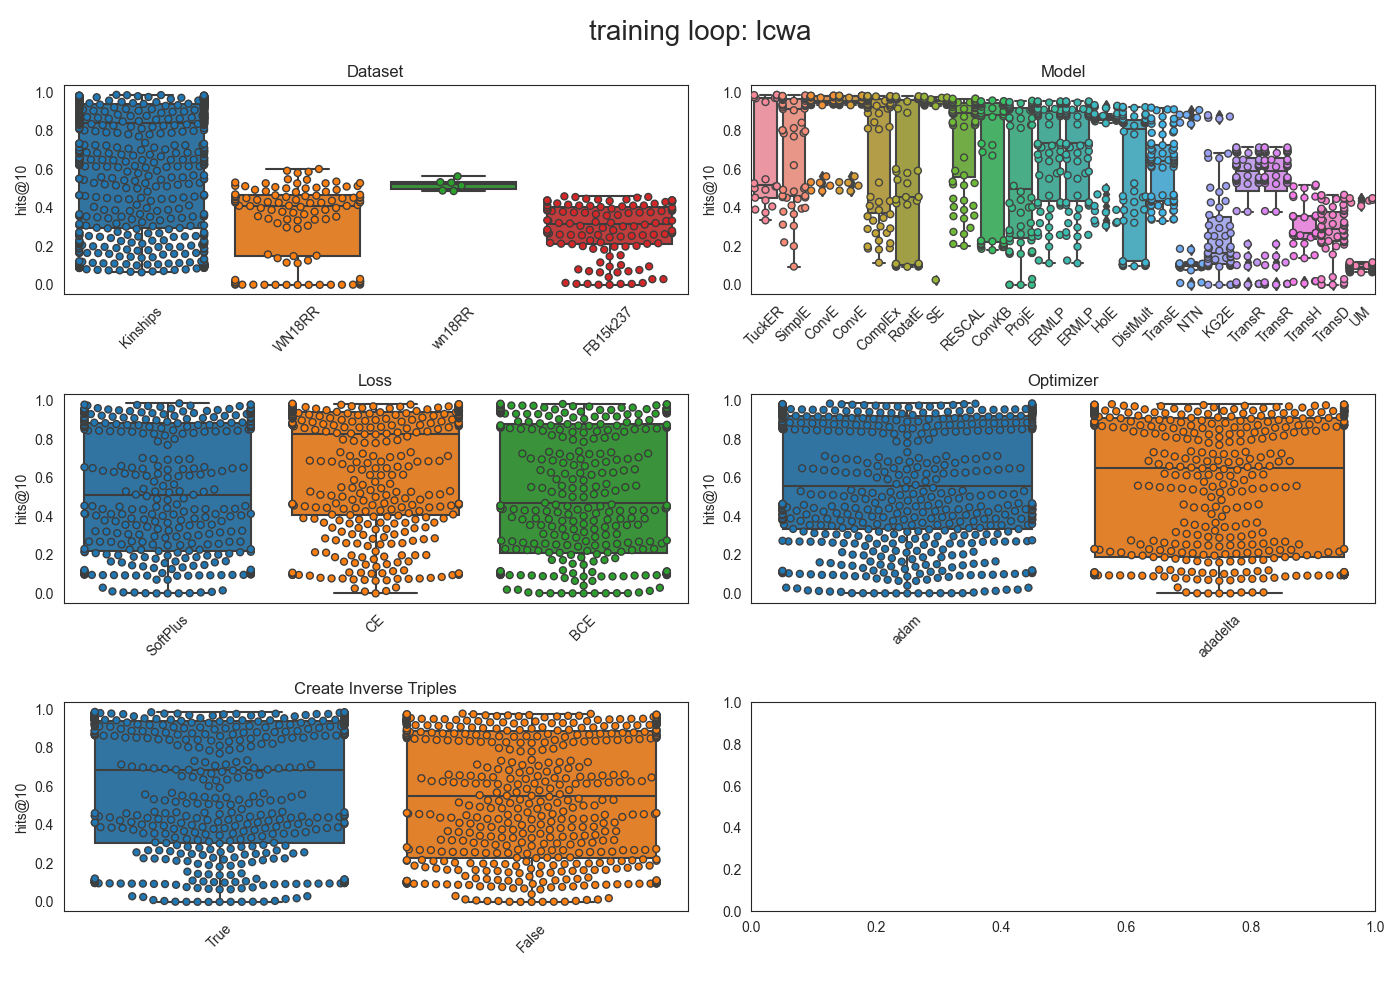 training loop: lcwa
Dataset
hits@10
1.0
0.8
0.6
0.4
0.2
0.0
Kinships
WN18RR
wn18RR
FB15k237
Model
hits@10
1.0
0.8
0.6
0.4
0.2
0.0
TuckER
SimplE
ConvE
ConvE
ComplEx
RotatE
SE
RESCAL
ConvKB
ProjE
ERMLP
ERMLP
HolE
DistMult
TransE
NTN
KG2E
TransR
TransR
TransH
TransD
UM
Loss
hits@10
1.0
0.8
0.6
0.4
0.2
0.0
SoftPlus
CE
BCE
Optimizer
hits@10
1.0
0.8
0.6
0.4
0.2
0.0
adam
adadelta
Create Inverse Triples
hits@10
1.0
0.8
0.6
0.4
0.2
0.0
True
False
1.0
0.8
0.6
0.4
0.2
0.0
0.0 0.2 0.4 0.6 0.8 1.0